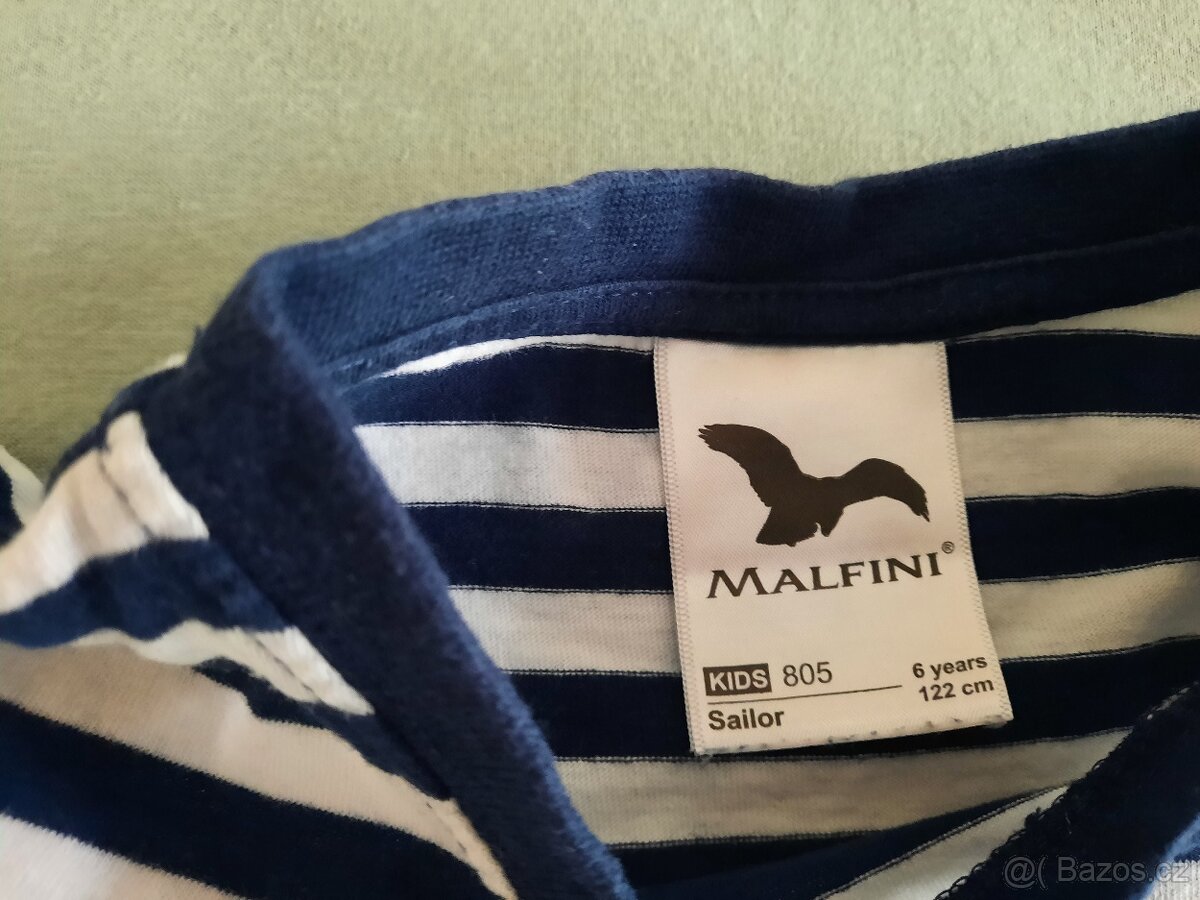 MALFINI®
KIDS 805
6 years
122 cm
Sailor
@( Bazos.cz